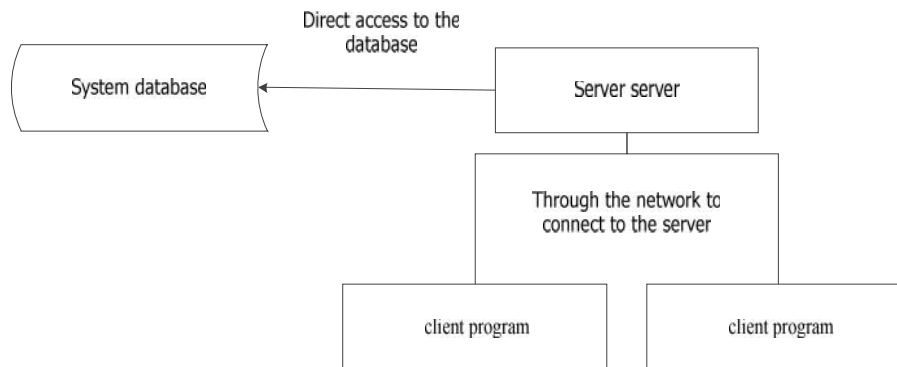 Direct access to the
database
System database
Server server
Through the network to
connect to the server
client program
client program